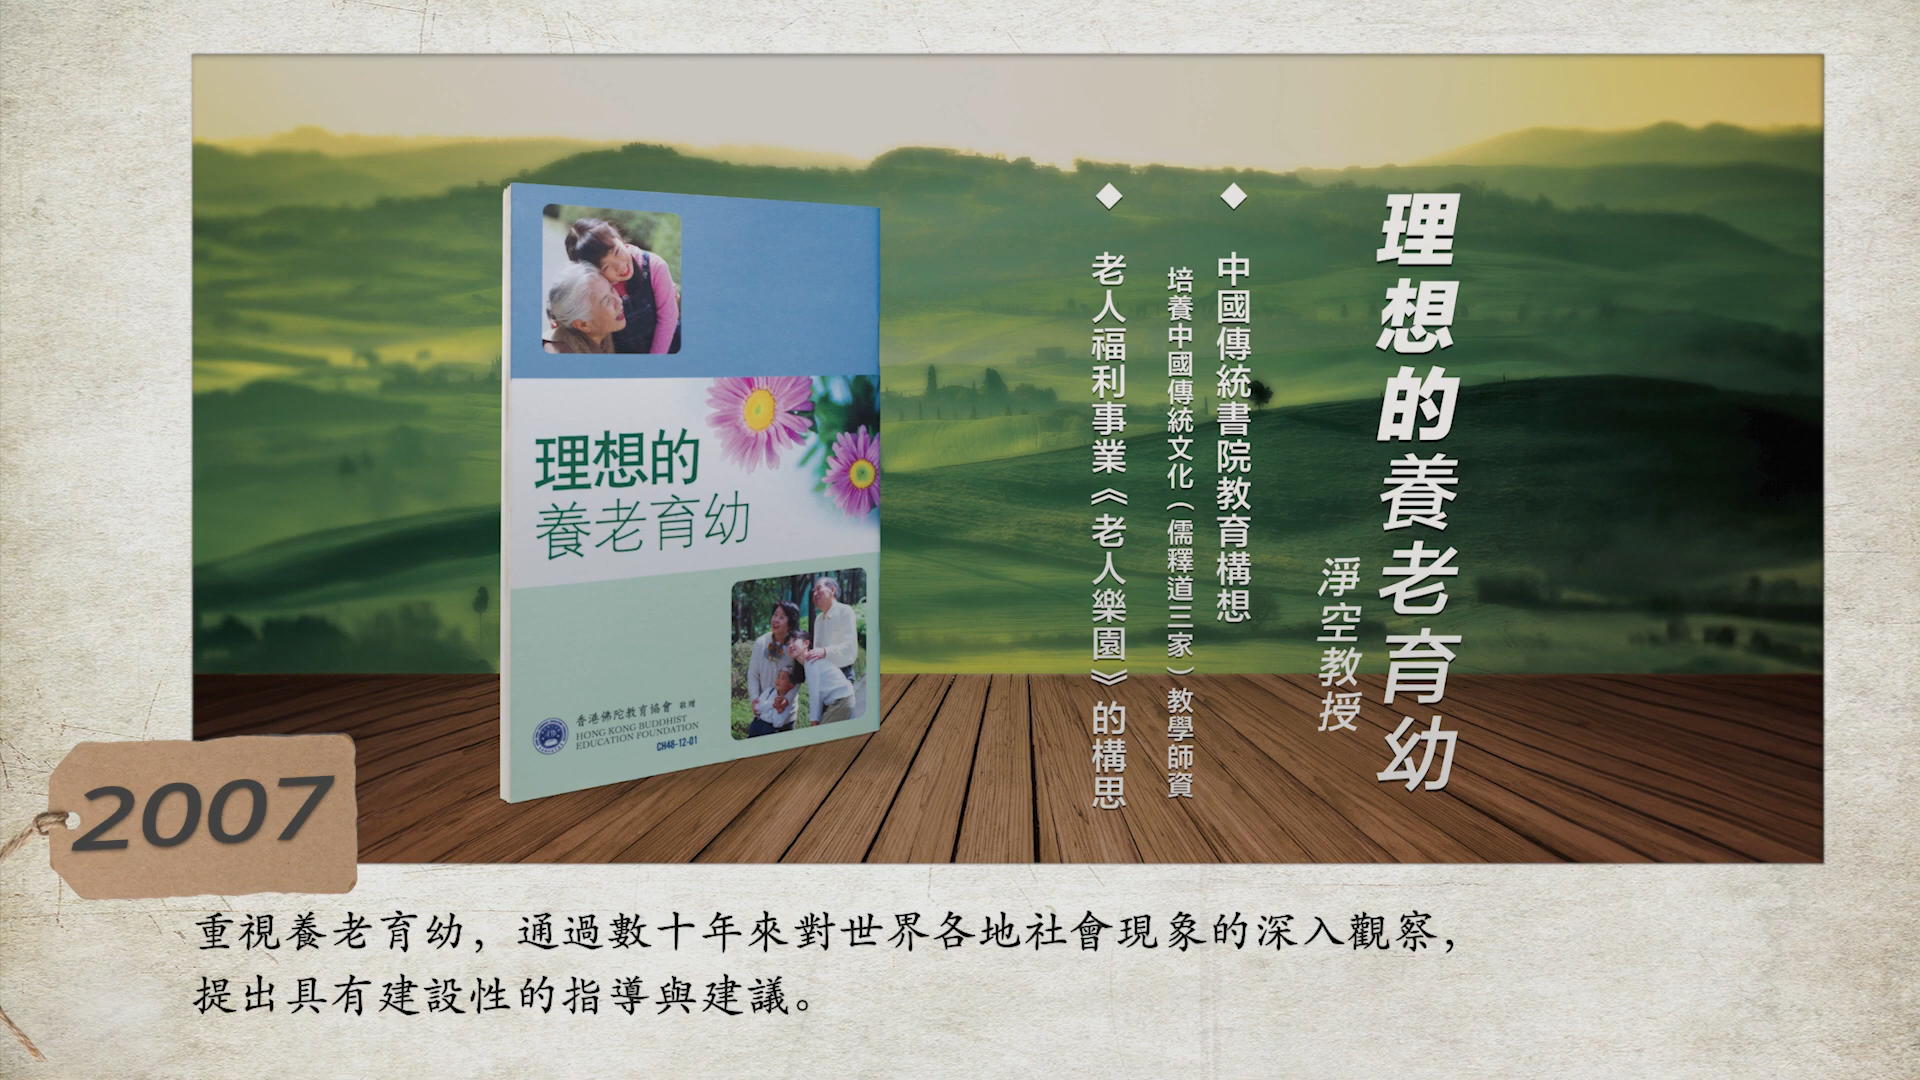 理想的養老育幼
淨空教授
◆ 中國傳統書院教育構想
培養中國傳統文化(儒釋道三家)教學師資
◆ 老人福利事業《老人樂園》的構思
理想的
養老育幼
香港佛陀教育協會 敬贈
HONG KONG BUDDHIST
EDUCATION FOUNDATION
CH48-12-01
2007
重視養老育幼，通過數十年來對世界各地社會現象的深入觀察，
提出具有建設性的指導與建議。